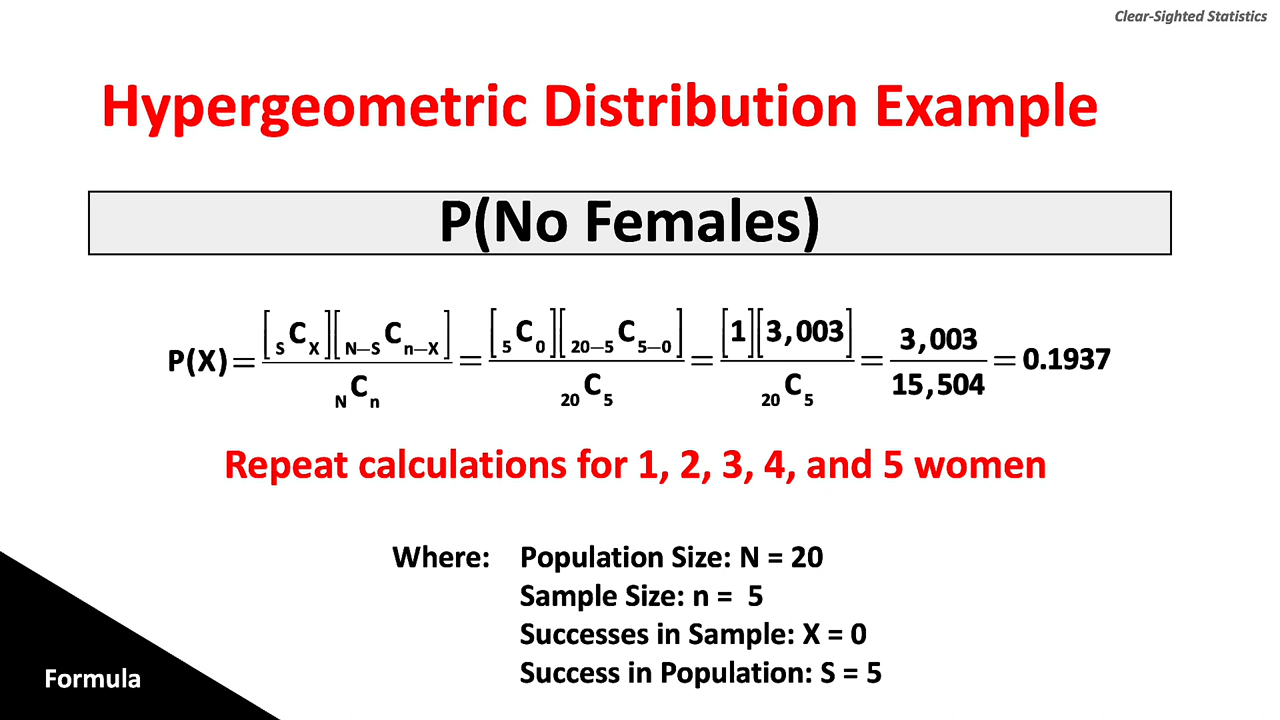 Clear-Sighted Statistics
Hypergeometric Distribution Example
P(No Females)
P(X) = [ₛCₓ][N−SCn−X] / NCn = [₅C₀][₂₀₋₅C₅₋₀] / ₂₀C₅ = [1][3,003] / ₂₀C₅ = 3,003 / 15,504 = 0.1937
Repeat calculations for 1, 2, 3, 4, and 5 women
Where: Population Size: N = 20
Sample Size: n = 5
Successes in Sample: X = 0
Success in Population: S = 5
Formula